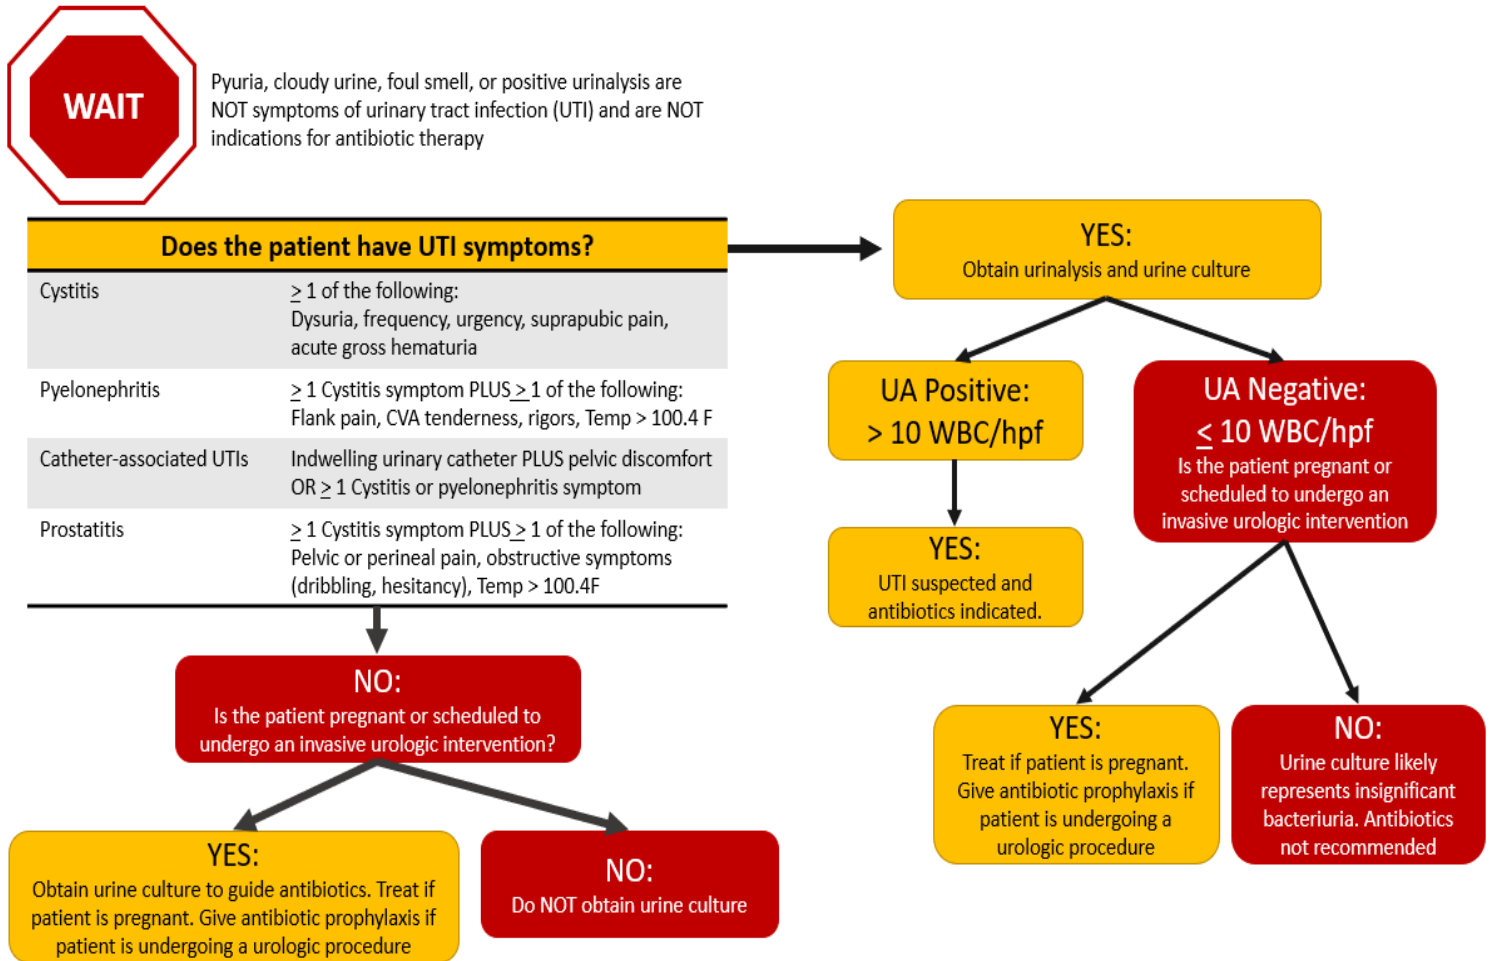 WAIT
Pyuria, cloudy urine, foul smell, or positive urinalysis are
NOT symptoms of urinary tract infection (UTI) and are NOT
indications for antibiotic therapy
Does the patient have UTI symptoms?
Cystitis
≥ 1 of the following:
Dysuria, frequency, urgency, suprapubic pain,
acute gross hematuria
Pyelonephritis
≥ 1 Cystitis symptom PLUS ≥ 1 of the following:
Flank pain, CVA tenderness, rigors, Temp > 100.4 F
Catheter-associated UTIs
Indwelling urinary catheter PLUS pelvic discomfort
OR ≥ 1 Cystitis or pyelonephritis symptom
Prostatitis
≥ 1 Cystitis symptom PLUS ≥ 1 of the following:
Pelvic or perineal pain, obstructive symptoms
(dribbling, hesitancy), Temp > 100.4F
NO:
Is the patient pregnant or scheduled to
undergo an invasive urologic intervention?
YES:
Obtain urine culture to guide antibiotics. Treat if
patient is pregnant. Give antibiotic prophylaxis if
patient is undergoing a urologic procedure
NO:
Do NOT obtain urine culture
YES:
Obtain urinalysis and urine culture
UA Positive:
> 10 WBC/hpf
YES:
UTI suspected and
antibiotics indicated.
UA Negative:
≤ 10 WBC/hpf
Is the patient pregnant or
scheduled to undergo an
invasive urologic intervention
YES:
Treat if patient is pregnant.
Give antibiotic prophylaxis if
patient is undergoing a
urologic procedure
NO:
Urine culture likely
represents insignificant
bacteriuria. Antibiotics
not recommended